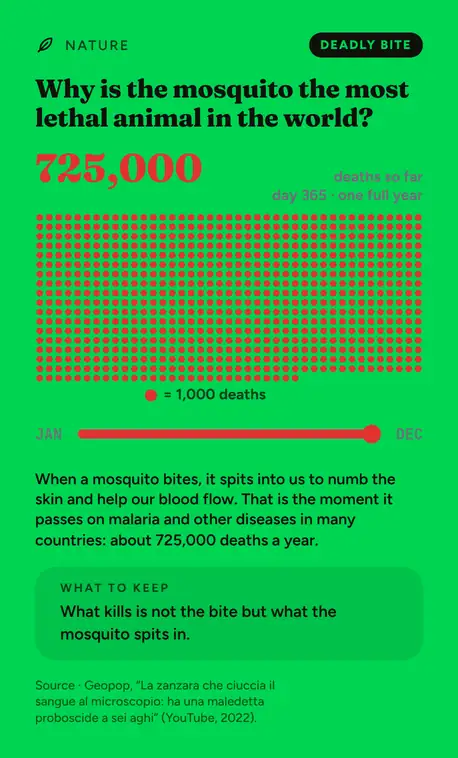 NATURE
DEADLY BITE
Why is the mosquito the most
lethal animal in the world?
725,000
deaths so far
day 365 · one full year
= 1,000 deaths
JAN
DEC
When a mosquito bites, it spits into us to numb the
skin and help our blood flow. That is the moment it
passes on malaria and other diseases in many
countries: about 725,000 deaths a year.
WHAT TO KEEP
What kills is not the bite but what the
mosquito spits in.
Source · Geopop, “La zanzara che ciuccia il
sangue al microscopio: ha una maledetta
proboscide a sei aghi” (YouTube, 2022).